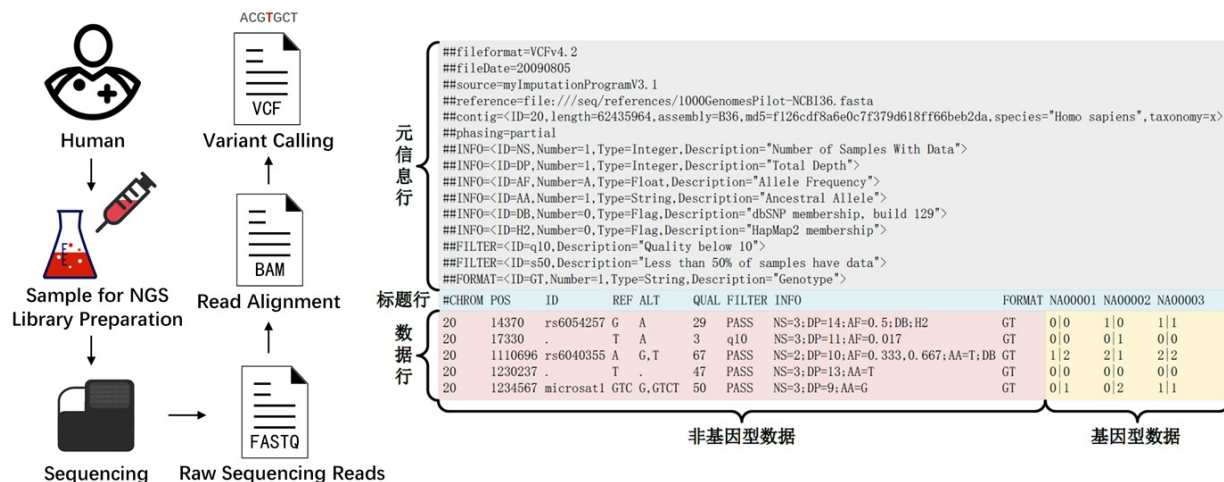 ACGTGCT
VCF
Human
Variant Calling
BAM
Sample for NGS
Library Preparation
Read Alignment
FASTQ
Sequencing
Raw Sequencing Reads
元信息行
##fileformat=VCFv4.2
##fileDate=20090805
##source=myImputationProgramV3.1
##reference=file:///seq/references/1000GenomesPilot-NCBI36.fasta
##contig=<ID=20,length=62435964,assembly=B36,md5=f126cdf8a6e0c7f379d618ff66beb2da,species="Homo sapiens",taxonomy=x>
##phasing=partial
##INFO=<ID=NS,Number=1,Type=Integer,Description="Number of Samples With Data">
##INFO=<ID=DP,Number=1,Type=Integer,Description="Total Depth">
##INFO=<ID=AF,Number=A,Type=Float,Description="Allele Frequency">
##INFO=<ID=AA,Number=1,Type=String,Description="Ancestral Allele">
##INFO=<ID=DB,Number=0,Type=Flag,Description="dbSNP membership, build 129">
##INFO=<ID=H2,Number=0,Type=Flag,Description="HapMap2 membership">
##FILTER=<ID=q10,Description="Quality below 10">
##FILTER=<ID=s50,Description="Less than 50% of samples have data">
##FORMAT=<ID=GT,Number=1,Type=String,Description="Genotype">
标题行
#CHROM POS ID REF ALT QUAL FILTER INFO FORMAT NA00001 NA00002 NA00003
数据行
20 14370 rs6054257 G A 29 PASS NS=3;DP=14;AF=0.5;DB;H2 GT 0|0 1|0 1|1
20 17330 . T A 3 q10 NS=3;DP=11;AF=0.017 GT 0|0 0|1 0|0
20 1110696 rs6040355 A G,T 67 PASS NS=2;DP=10;AF=0.333,0.667;AA=T;DB GT 1|2 2|1 2|2
20 1230237 . T . 47 PASS NS=3;DP=13;AA=T GT 0|0 0|0 0|0
20 1234567 microsat1 GTC G,GTCT 50 PASS NS=3;DP=9;AA=G GT 0|1 0|2 1|1
非基因型数据
基因型数据